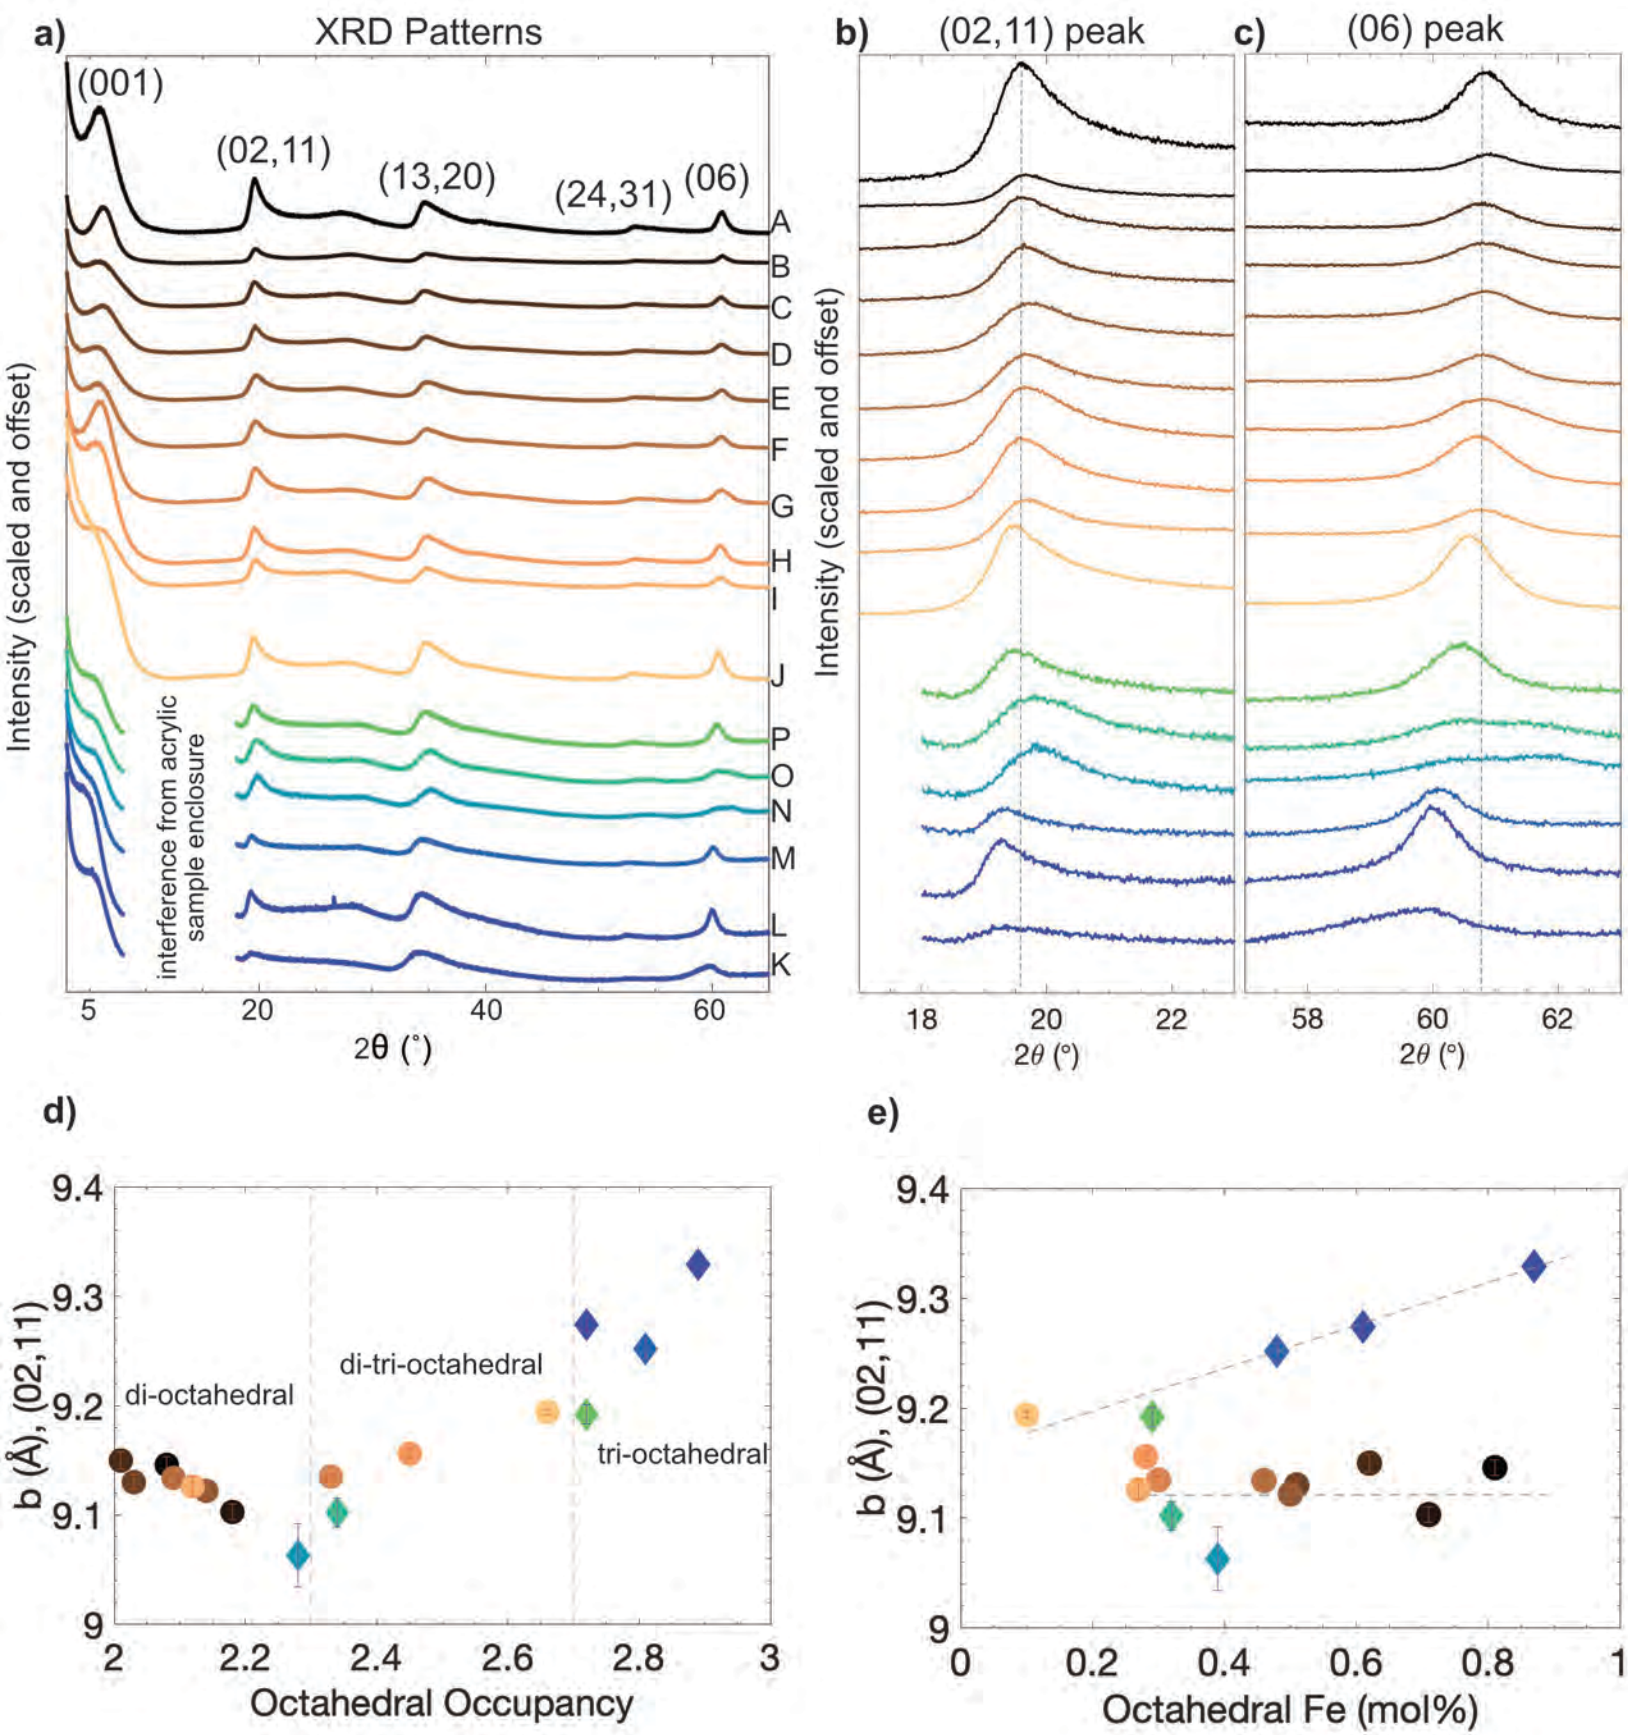 a)
XRD Patterns
(001)
(02,11)
(13,20)
(24,31)
(06)
A
B
C
D
E
F
G
H
I
J
P
O
N
M
L
K
interference from acrylic
sample enclosure
Intensity (scaled and offset)
5 20 40 60
2θ (°)
b)
(02,11) peak
Intensity (scaled and offset)
18 20 22
2θ (°)
c)
(06) peak
58 60 62
2θ (°)
d)
9.4
9.3
9.2
9.1
9
b (Å), (02,11)
di-octahedral
di-tri-octahedral
tri-octahedral
2 2.2 2.4 2.6 2.8 3
Octahedral Occupancy
e)
9.4
9.3
9.2
9.1
9
b (Å), (02,11)
0 0.2 0.4 0.6 0.8 1
Octahedral Fe (mol%)